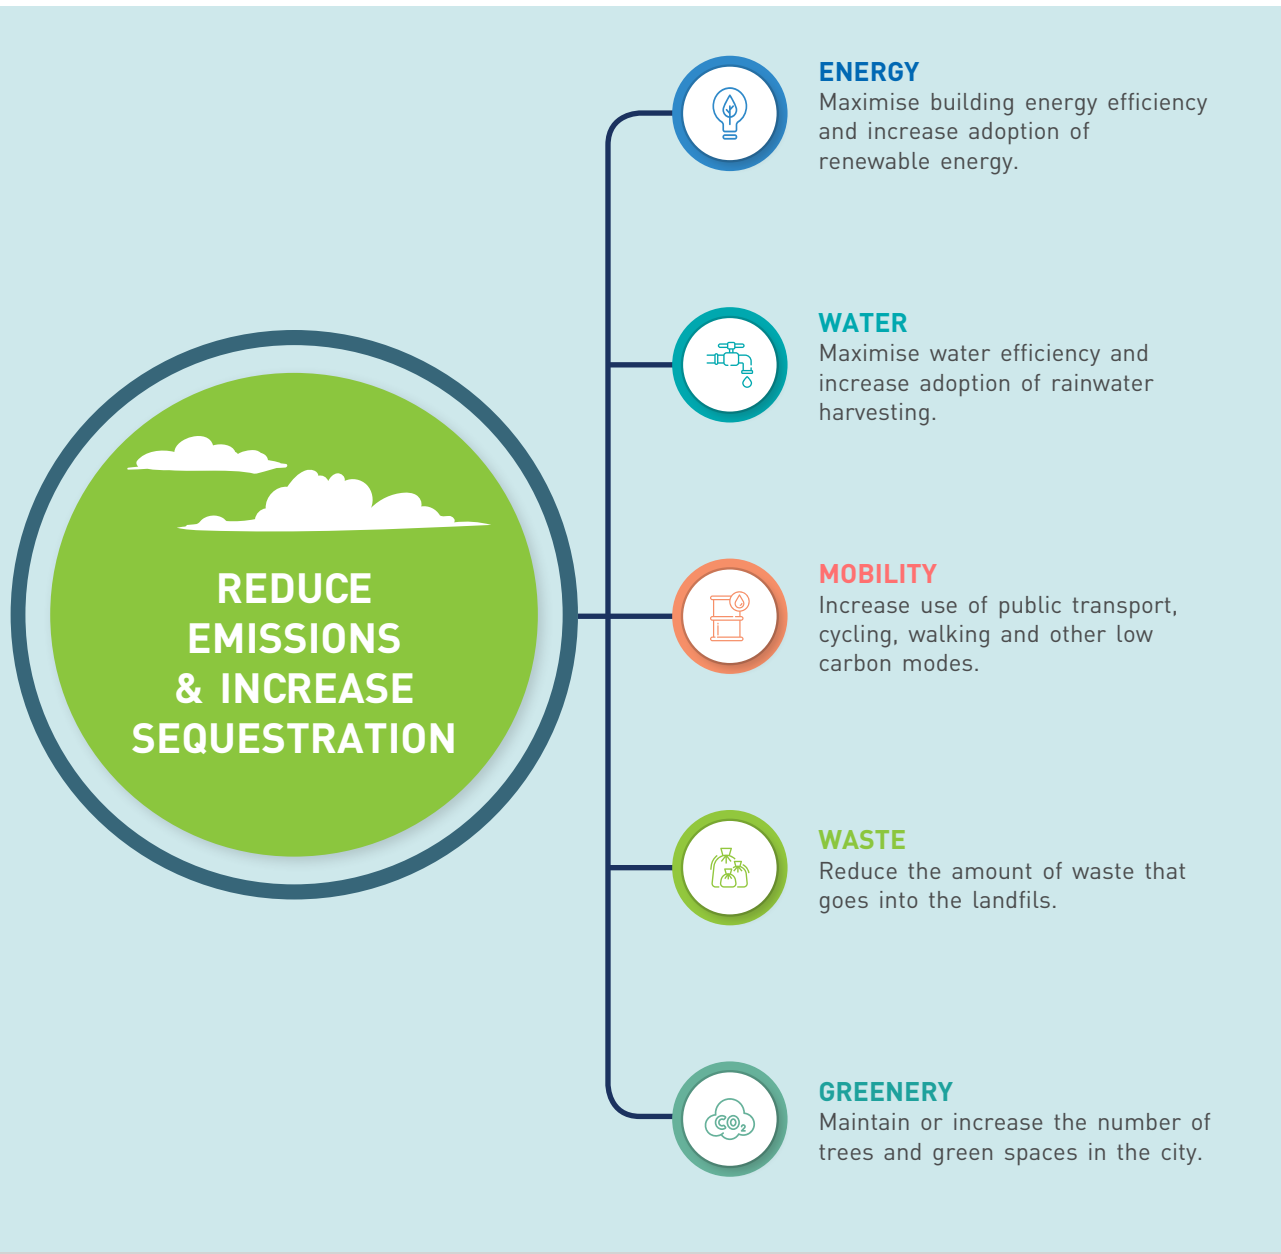 REDUCE
EMISSIONS
& INCREASE
SEQUESTRATION
ENERGY
Maximise building energy efficiency
and increase adoption of
renewable energy.
WATER
Maximise water efficiency and
increase adoption of rainwater
harvesting.
MOBILITY
Increase use of public transport,
cycling, walking and other low
carbon modes.
WASTE
Reduce the amount of waste that
goes into the landfils.
CO₂
GREENERY
Maintain or increase the number of
trees and green spaces in the city.